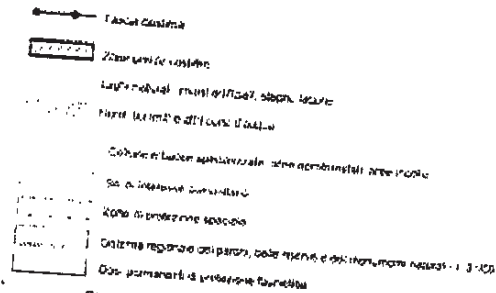 Fascia costiera
Zone umide costiere
Laghi naturali, invasi artificiali, stagni, lagune
Fiumi torrenti e altri corsi d'acqua
Colture erbacee specializzate, aree agroforestali, aree incolte
Siti di interesse comunitario
Zone di protezione speciale
Sistema regionale dei parchi, delle riserve e dei monumenti naturali - L.R.
Oasi permanenti di protezione faunistica